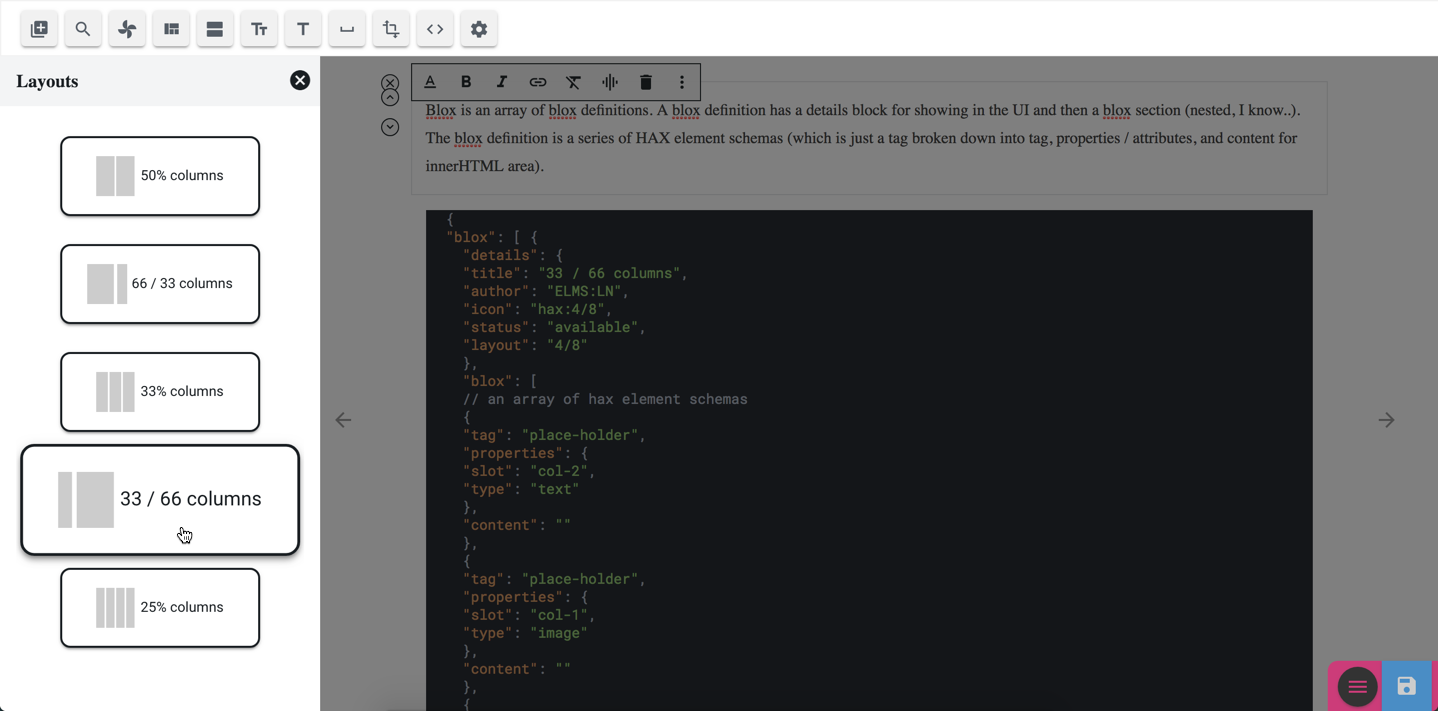 Layouts
50% columns
66 / 33 columns
33% columns
33 / 66 columns
25% columns
Blox is an array of blox definitions. A blox definition has a details block for showing in the UI and then a blox section (nested, I know..).
The blox definition is a series of HAX element schemas (which is just a tag broken down into tag, properties / attributes, and content for
innerHTML area).
{
"blox": [ {
"details": {
"title": "33 / 66 columns",
"author": "ELMS:LN",
"icon": "hax:4/8",
"status": "available",
"layout": "4/8"
},
"blox": [
// an array of hax element schemas
{
"tag": "place-holder",
"properties": {
"slot": "col-2",
"type": "text"
},
"content": ""
},
{
"tag": "place-holder",
"properties": {
"slot": "col-1",
"type": "image"
},
"content": ""
},
{